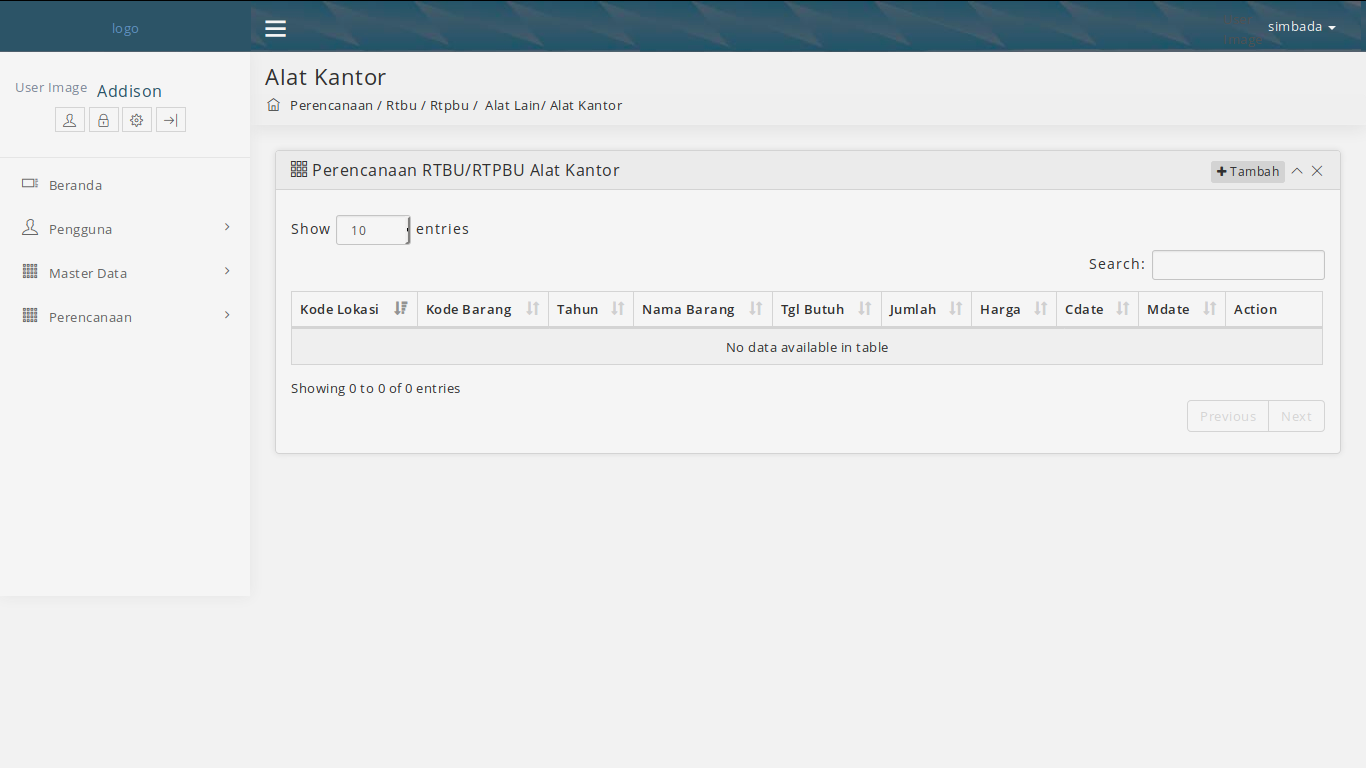 logo
simbada
User Image Addison
Alat Kantor
Perencanaan / Rtbu / Rtpbu / Alat Lain/ Alat Kantor
Beranda
Pengguna
Master Data
Perencanaan
Perencanaan RTBU/RTPBU Alat Kantor
Tambah
Show 10 entries
Search:
Kode Lokasi Kode Barang Tahun Nama Barang Tgl Butuh Jumlah Harga Cdate Mdate Action
No data available in table
Showing 0 to 0 of 0 entries
Previous Next